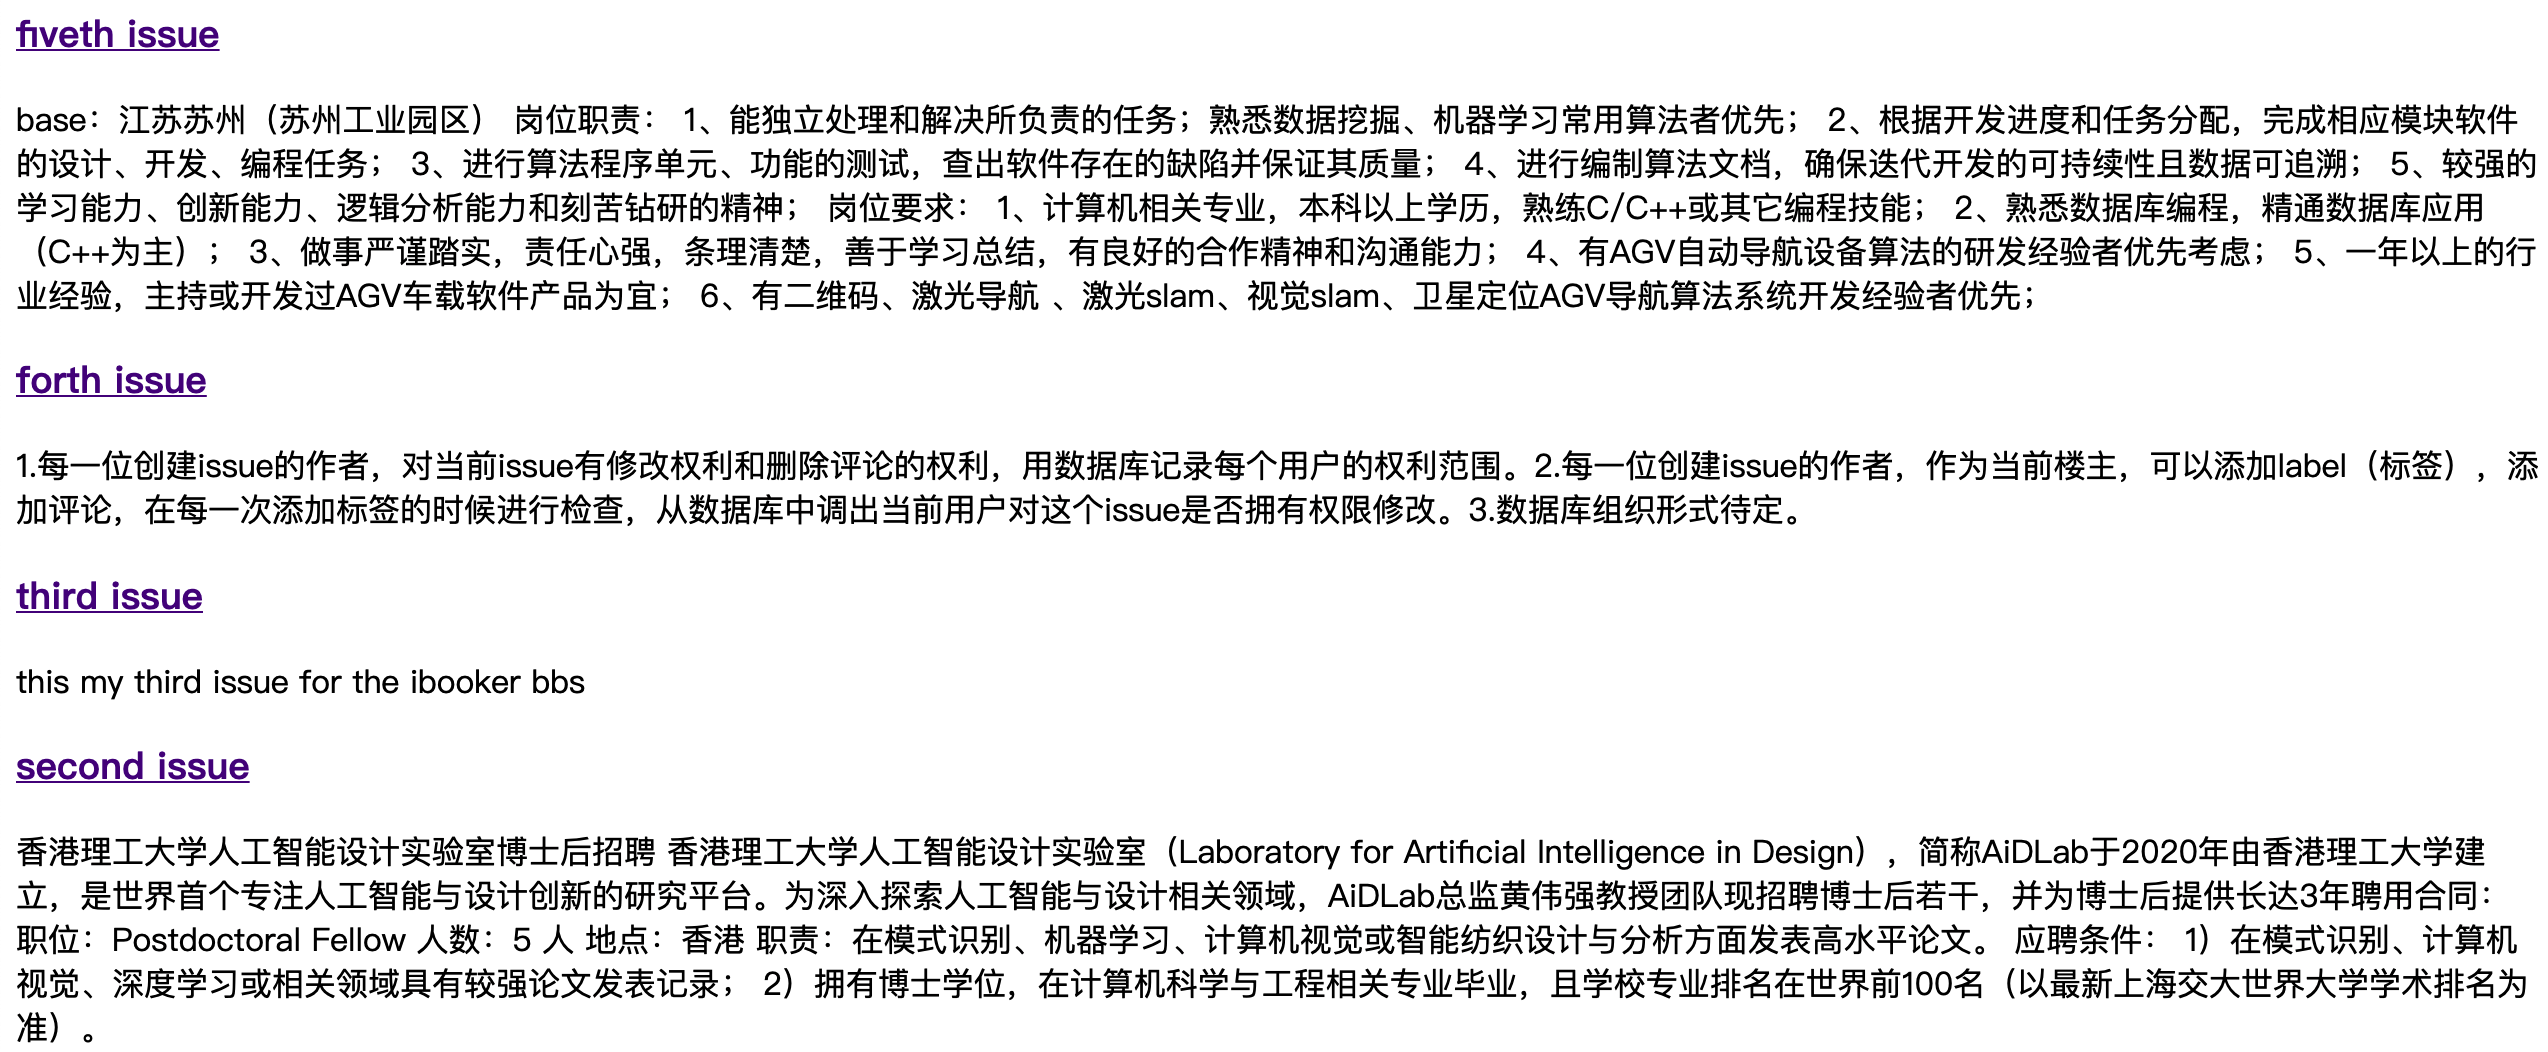 fiveth issue
base：江苏苏州（苏州工业园区） 岗位职责： 1、能独立处理和解决所负责的任务；熟悉数据挖掘、机器学习常用算法者优先； 2、根据开发进度和任务分配，完成相应模块软件
的设计、开发、编程任务； 3、进行算法程序单元、功能的测试，查出软件存在的缺陷并保证其质量； 4、进行编制算法文档，确保迭代开发的可持续性且数据可追溯； 5、较强的
学习能力、创新能力、逻辑分析能力和刻苦钻研的精神； 岗位要求： 1、计算机相关专业，本科以上学历，熟练C/C++或其它编程技能； 2、熟悉数据库编程，精通数据库应用
（C++为主）； 3、做事严谨踏实，责任心强，条理清楚，善于学习总结，有良好的合作精神和沟通能力； 4、有AGV自动导航设备算法的研发经验者优先考虑； 5、一年以上的行
业经验，主持或开发过AGV车载软件产品为宜； 6、有二维码、激光导航 、激光slam、视觉slam、卫星定位AGV导航算法系统开发经验者优先；
forth issue
1.每一位创建issue的作者，对当前issue有修改权利和删除评论的权利，用数据库记录每个用户的权利范围。2.每一位创建issue的作者，作为当前楼主，可以添加label（标签），添
加评论，在每一次添加标签的时候进行检查，从数据库中调出当前用户对这个issue是否拥有权限修改。3.数据库组织形式待定。
third issue
this my third issue for the ibooker bbs
second issue
香港理工大学人工智能设计实验室博士后招聘 香港理工大学人工智能设计实验室（Laboratory for Artificial Intelligence in Design），简称AiDLab于2020年由香港理工大学建
立，是世界首个专注人工智能与设计创新的研究平台。为深入探索人工智能与设计相关领域，AiDLab总监黄伟强教授团队现招聘博士后若干，并为博士后提供长达3年聘用合同：
职位：Postdoctoral Fellow 人数：5 人 地点：香港 职责：在模式识别、机器学习、计算机视觉或智能纺织设计与分析方面发表高水平论文。 应聘条件： 1）在模式识别、计算机
视觉、深度学习或相关领域具有较强论文发表记录； 2）拥有博士学位，在计算机科学与工程相关专业毕业，且学校专业排名在世界前100名（以最新上海交大世界大学学术排名为
准）。